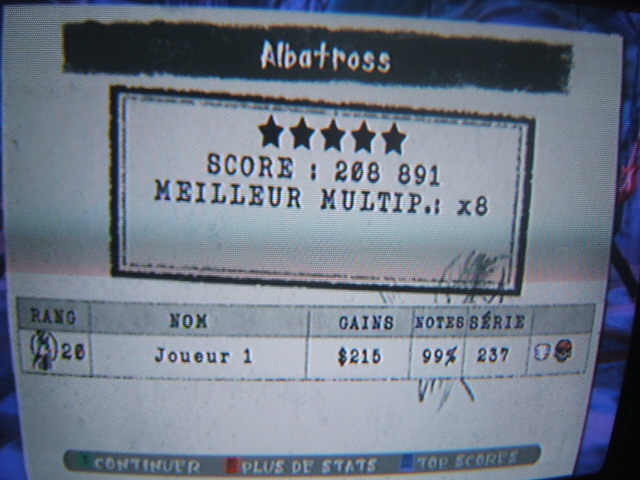 Albatross
SCORE : 208 891
MEILLEUR MULTIP.: x8
RANG NOM GAINS NOTES SÉRIE
20 Joueur 1 $215 99% 237
CONTINUER PLUS DE STATS TOP SCORES